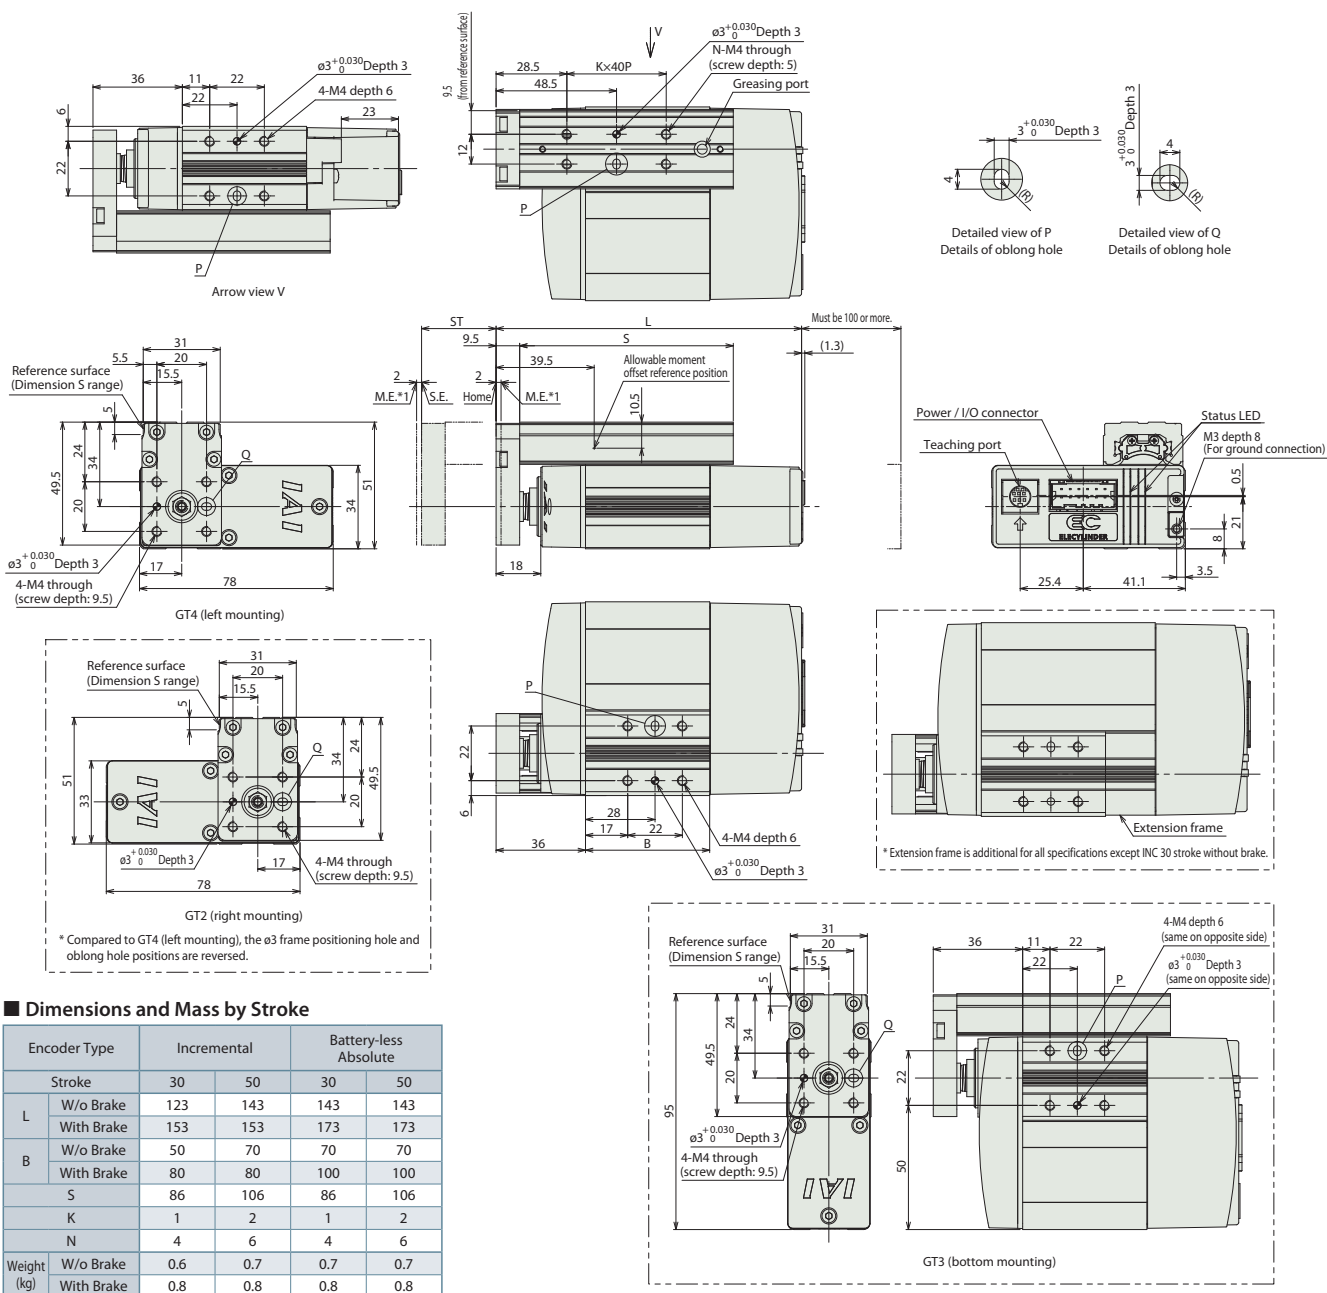 ø3 +0.030 0 Depth 3
4-M4 depth 6
36
11
22
22
23
6
22
P
Arrow view V
9.5
(from reference surface)
28.5
K×40P
48.5
V
ø3 +0.030 0 Depth 3
N-M4 through
(screw depth: 5)
Greasing port
12
P
3 +0.030 0 Depth 3
4
(R)
Detailed view of P
Details of oblong hole
3 +0.030 0 Depth 3
4
(R)
Detailed view of Q
Details of oblong hole
31
5.5
20
15.5
Reference surface
(Dimension S range)
5
24
34
49.5
20
Q
IAI
34
51
ø3 +0.030 0 Depth 3
17
78
4-M4 through
(screw depth: 9.5)
GT4 (left mounting)
ST
L
Must be 100 or more.
9.5
S
(1.3)
39.5
Allowable moment
offset reference position
2
2
M.E.*1
S.E.
Home
M.E.*1
10.5
18
Power / I/O connector
Teaching port
Status LED
M3 depth 8
(For ground connection)
0.5
21
8
EC
ELECYLINDER
3.5
25.4
41.1
Reference surface
(Dimension S range)
31
20
15.5
5
Q
51
33
34
24
49.5
20
IAI
ø3 +0.030 0 Depth 3
17
4-M4 through
(screw depth: 9.5)
78
GT2 (right mounting)
* Compared to GT4 (left mounting), the ø3 frame positioning hole and
oblong hole positions are reversed.
P
22
6
28
17
22
36
B
4-M4 depth 6
ø3 +0.030 0 Depth 3
Extension frame
* Extension frame is additional for all specifications except INC 30 stroke without brake.
Reference surface
(Dimension S range)
31
20
15.5
5
24
34
49.5
20
95
Q
ø3 +0.030 0 Depth 3
4-M4 through
(screw depth: 9.5)
IAI
36
11
22
22
4-M4 depth 6
(same on opposite side)
ø3 +0.030 0 Depth 3
(same on opposite side)
P
22
50
GT3 (bottom mounting)
■ Dimensions and Mass by Stroke
Encoder Type Incremental Battery-less Absolute
Stroke 30 50 30 50
L W/o Brake 123 143 143 143
With Brake 153 153 173 173
B W/o Brake 50 70 70 70
With Brake 80 80 100 100
S 86 106 86 106
K 1 2 1 2
N 4 6 4 6
Weight (kg) W/o Brake 0.6 0.7 0.7 0.7
With Brake 0.8 0.8 0.8 0.8